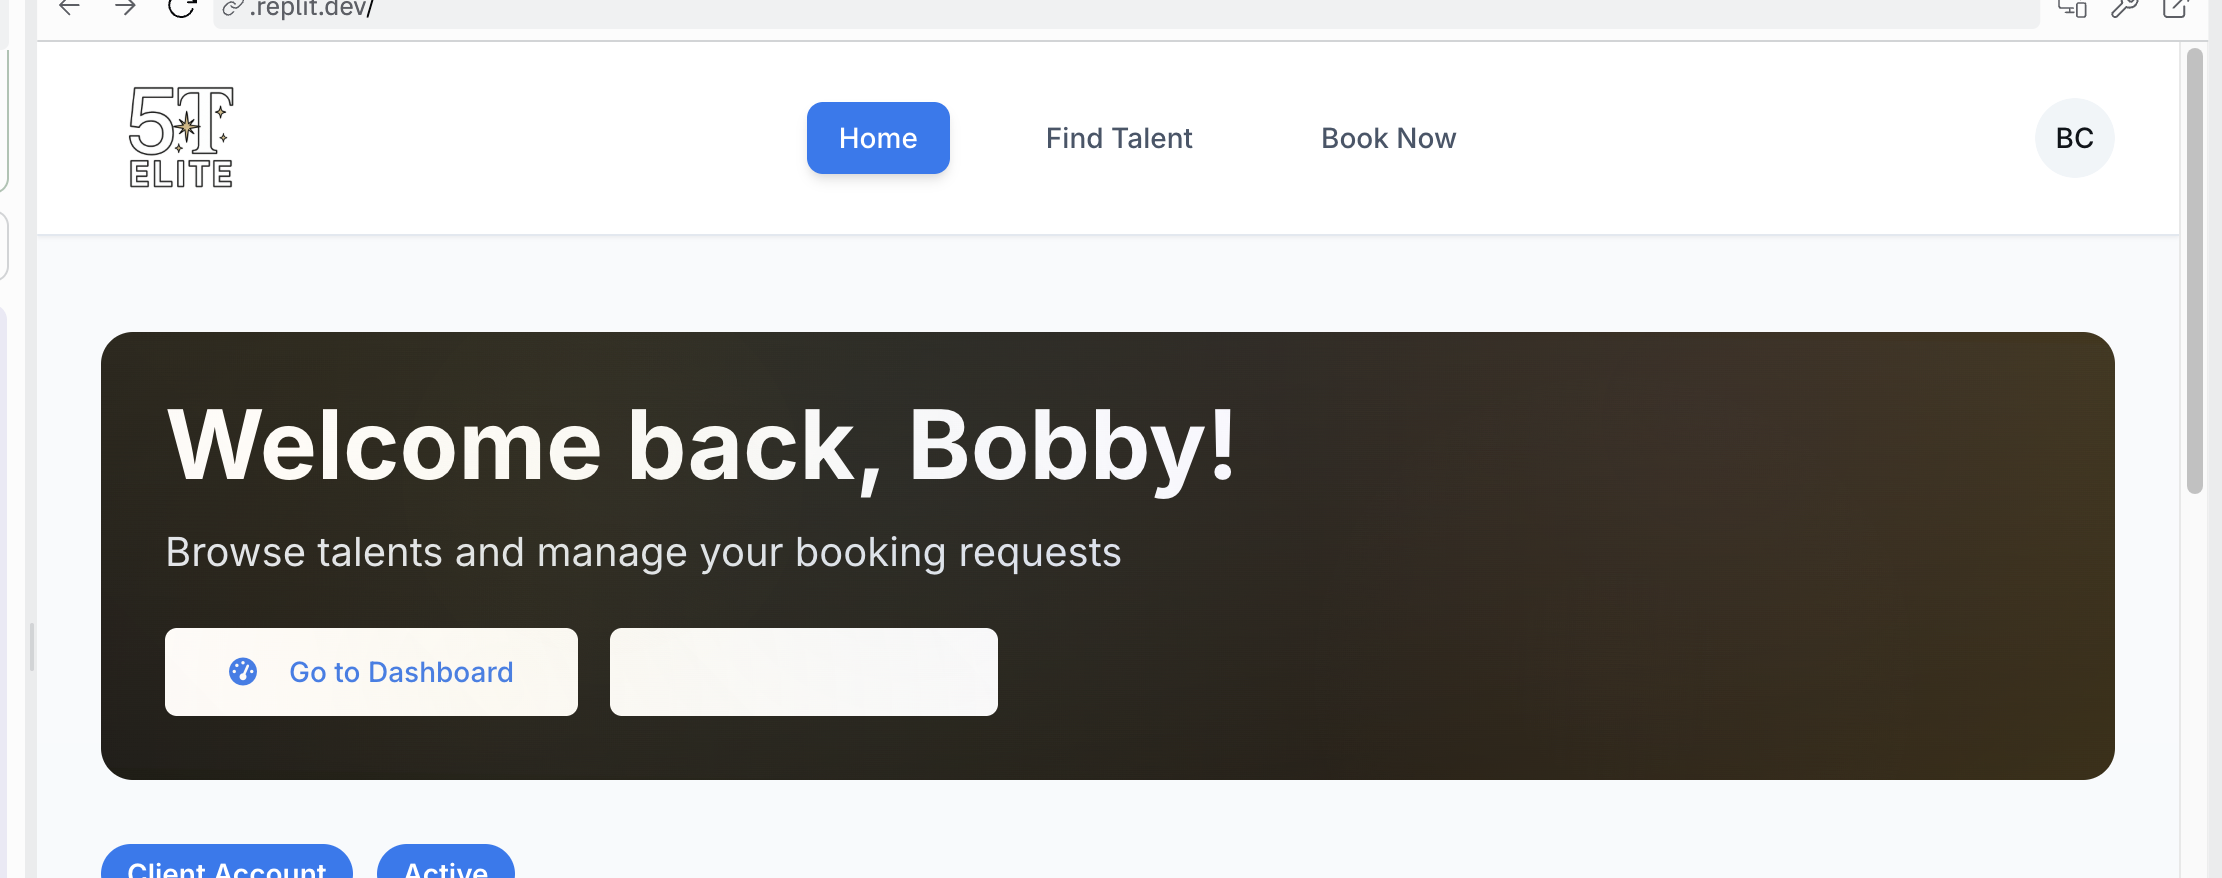 .replit.dev/
5T
ELITE
Home
Find Talent
Book Now
BC
Welcome back, Bobby!
Browse talents and manage your booking requests
Go to Dashboard
Client Account
Active